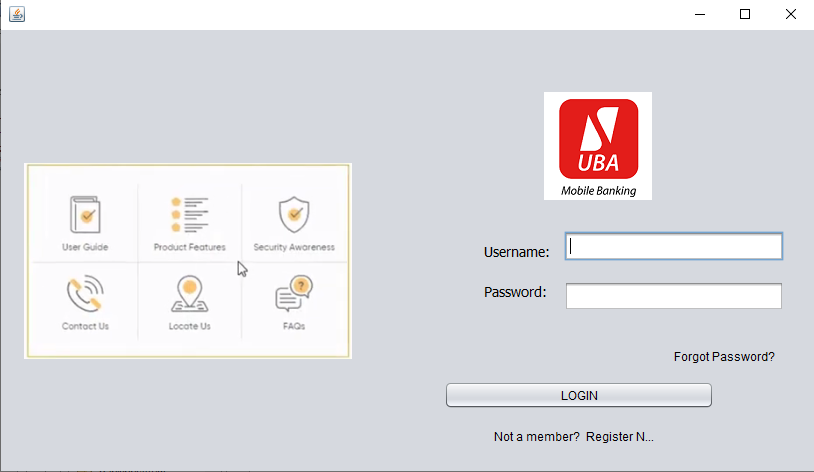 UBA
Mobile Banking
User Guide
Product Features
Security Awareness
Contact Us
Locate Us
FAQs
Username:
Password:
Forgot Password?
LOGIN
Not a member? Register N...